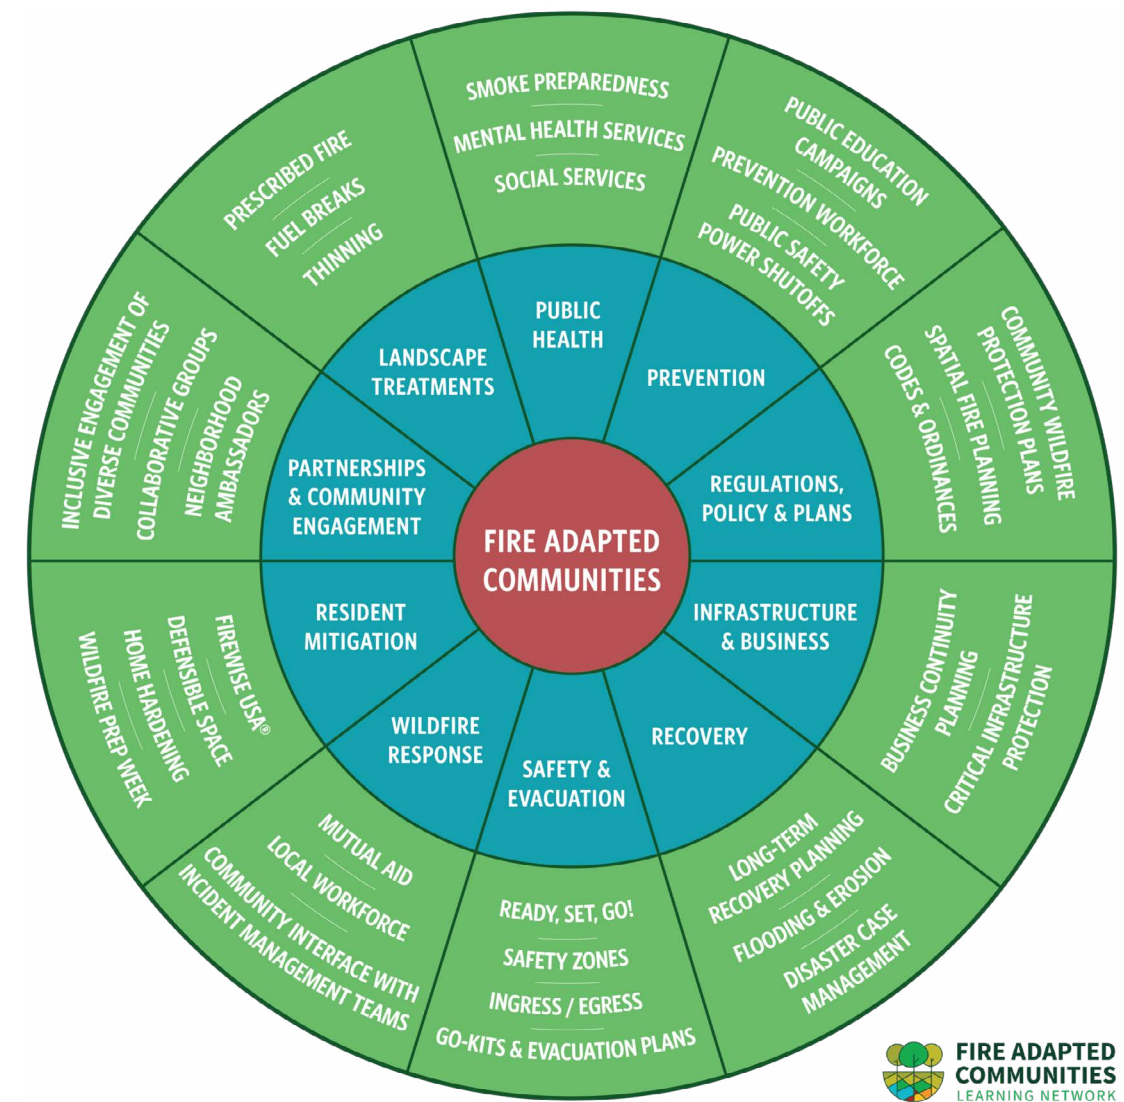 FIRE ADAPTED
COMMUNITIES
PUBLIC
HEALTH
SMOKE PREPAREDNESS
MENTAL HEALTH SERVICES
SOCIAL SERVICES
PREVENTION
PUBLIC EDUCATION
CAMPAIGNS
PREVENTION WORKFORCE
PUBLIC SAFETY
POWER SHUTOFFS
REGULATIONS,
POLICY & PLANS
COMMUNITY WILDFIRE
PROTECTION PLANS
SPATIAL FIRE PLANNING
CODES & ORDINANCES
INFRASTRUCTURE
& BUSINESS
BUSINESS CONTINUITY
PLANNING
CRITICAL INFRASTRUCTURE
PROTECTION
RECOVERY
LONG-TERM
RECOVERY PLANNING
FLOODING & EROSION
DISASTER CASE
MANAGEMENT
SAFETY &
EVACUATION
READY, SET, GO!
SAFETY ZONES
INGRESS / EGRESS
GO-KITS & EVACUATION PLANS
WILDFIRE
RESPONSE
MUTUAL AID
LOCAL WORKFORCE
COMMUNITY INTERFACE WITH
INCIDENT MANAGEMENT TEAMS
RESIDENT
MITIGATION
FIREWISE USA®
DEFENSIBLE SPACE
HOME HARDENING
WILDFIRE PREP WEEK
PARTNERSHIPS
& COMMUNITY
ENGAGEMENT
INCLUSIVE ENGAGEMENT OF
DIVERSE COMMUNITIES
COLLABORATIVE GROUPS
NEIGHBORHOOD
AMBASSADORS
LANDSCAPE
TREATMENTS
PRESCRIBED FIRE
FUEL BREAKS
THINNING
FIRE ADAPTED
COMMUNITIES
LEARNING NETWORK